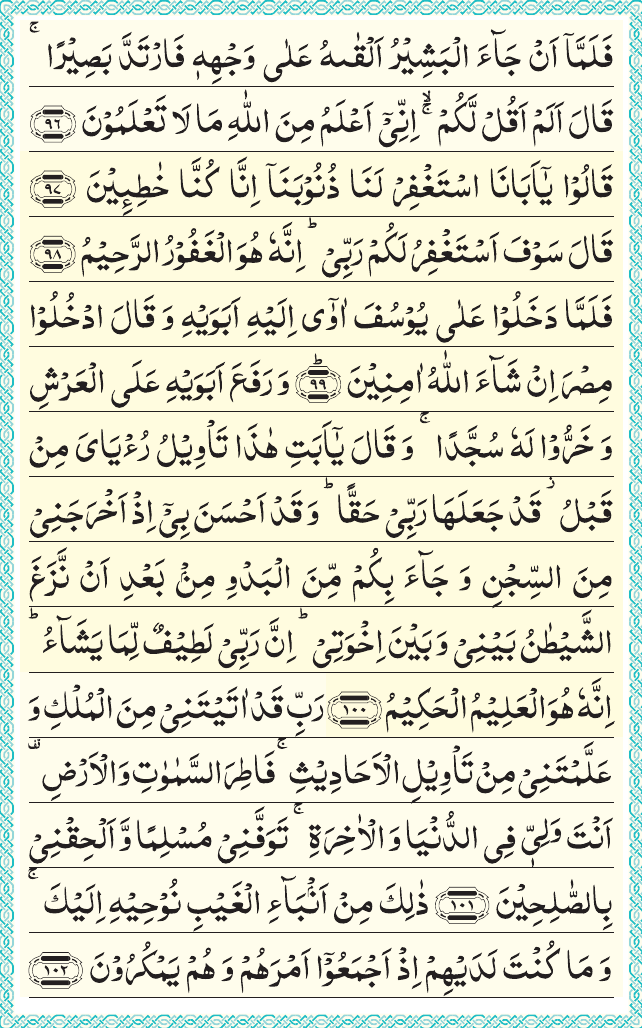 فَلَمَّاۤ اَنۡ جَآءَ الۡبَشِيۡرُ اَلۡقٰٮهُ عَلٰى وَجۡهِهٖ فَارۡتَدَّ بَصِيۡرًا ‌ۚ
قَالَ اَلَمۡ اَقُلۡ لَّكُمۡ‌ ۚۙ اِنِّىۡۤ اَعۡلَمُ مِنَ اللّٰهِ مَا لَا تَعۡلَمُوۡنَ ﴿۹۶﴾
قَالُوۡا يٰۤاَبَانَا اسۡتَغۡفِرۡ لَنَا ذُنُوۡبَنَاۤ اِنَّا كُنَّا خٰطِـِٕيۡنَ ﴿۹۷﴾
قَالَ سَوۡفَ اَسۡتَغۡفِرُ لَـكُمۡ رَبِّىۡؕ اِنَّهٗ هُوَ الۡغَفُوۡرُ الرَّحِيۡمُ ﴿۹۸﴾
فَلَمَّا دَخَلُوۡا عَلٰى يُوۡسُفَ اٰوٰٓى اِلَيۡهِ اَبَوَيۡهِ وَ قَالَ ادۡخُلُوۡا
مِصۡرَ اِنۡ شَآءَ اللّٰهُ اٰمِنِيۡنَؕ ﴿۹۹﴾ وَ رَفَعَ اَبَوَيۡهِ عَلَى الۡعَرۡشِ
وَ خَرُّوۡا لَهٗ سُجَّدًا‌ ۚ وَ قَالَ يٰۤاَبَتِ هٰذَا تَاۡوِيۡلُ رُءۡيَاىَ مِنۡ
قَبۡلُ قَدۡ جَعَلَهَا رَبِّىۡ حَقًّا‌ؕ وَ قَدۡ اَحۡسَنَ بِىۡۤ اِذۡ اَخۡرَجَنِىۡ
مِنَ السِّجۡنِ وَ جَآءَ بِكُمۡ مِّنَ الۡبَدۡوِ مِنۡۢ بَعۡدِ اَنۡ نَّزَغَ
الشَّيۡطٰنُ بَيۡنِىۡ وَبَيۡنَ اِخۡوَتِىۡ‌ؕ اِنَّ رَبِّىۡ لَطِيۡفٌ لِّمَا يَشَآءُ‌ؕ
اِنَّهٗ هُوَ الۡعَلِيۡمُ الۡحَكِيۡمُ ﴿۱۰۰﴾ رَبِّ قَدۡ اٰتَيۡتَنِىۡ مِنَ الۡمُلۡكِ وَ
عَلَّمۡتَنِىۡ مِنۡ تَاۡوِيۡلِ الۡاَحَادِيۡثِ‌ ۚ فَاطِرَ السَّمٰوٰتِ وَالۡاَرۡضِ
اَنۡتَ وَلِىّٖ فِى الدُّنۡيَا وَالۡاٰخِرَةِ‌ ۚ تَوَفَّنِىۡ مُسۡلِمًا وَّاَلۡحِقۡنِىۡ
بِالصّٰلِحِيۡنَ ﴿۱۰۱﴾ ذٰلِكَ مِنۡ اَنۡۢبَآءِ الۡغَيۡبِ نُوۡحِيۡهِ اِلَيۡكَ‌ۚ
وَ مَا كُنۡتَ لَدَيۡهِمۡ اِذۡ اَجۡمَعُوۡۤا اَمۡرَهُمۡ وَ هُمۡ يَمۡكُرُوۡنَ ﴿۱۰۲﴾